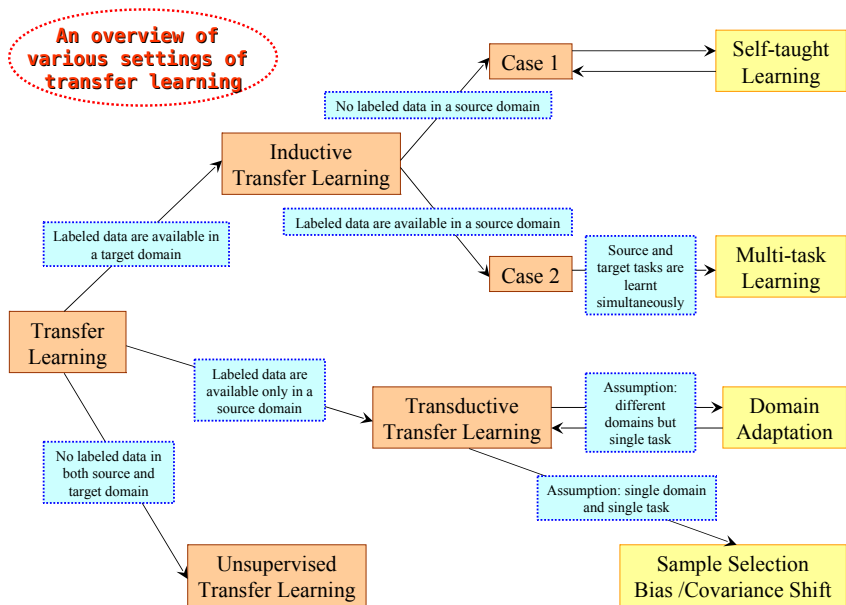 An overview of
various settings of
transfer learning
Case 1
Self-taught
Learning
No labeled data in a source domain
Inductive
Transfer Learning
Labeled data are available in a source domain
Labeled data are available in
a target domain
Case 2
Source and
target tasks are
learnt
simultaneously
Multi-task
Learning
Transfer
Learning
Labeled data are
available only in a
source domain
Transductive
Transfer Learning
Assumption:
different
domains but
single task
Domain
Adaptation
No labeled data in
both source and
target domain
Assumption: single domain
and single task
Unsupervised
Transfer Learning
Sample Selection
Bias /Covariance Shift